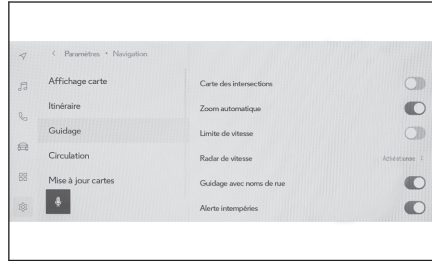 Paramètres • Navigation
Affichage carte
Itinéraire
Guidage
Circulation
Mise à jour cartes
Carte des intersections
Zoom automatique
Limite de vitesse
Radar de vitesse
Guidage avec noms de rue
Alerte intempéries